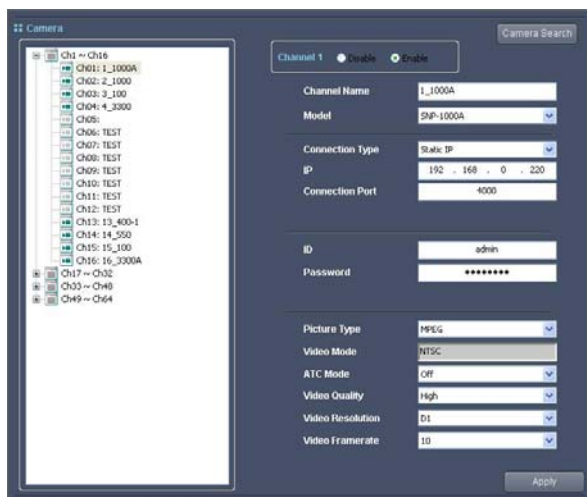 Camera
Camera Search
Ch1 ~ Ch16
Ch01: 1_1000A
Ch02: 2_1000
Ch03: 3_100
Ch04: 4_3300
Ch05:
Ch06: TEST
Ch07: TEST
Ch08: TEST
Ch09: TEST
Ch10: TEST
Ch11: TEST
Ch12: TEST
Ch13: 13_400-1
Ch14: 14_550
Ch15: 15_100
Ch16: 16_3300A
Ch17 ~ Ch32
Ch33 ~ Ch48
Ch49 ~ Ch64
Channel 1 Disable Enable
Channel Name 1_1000A
Model SNP-1000A
Connection Type Static IP
IP 192 . 168 . 0 . 220
Connection Port 4000
ID admin
Password ●●●●●●●●
Picture Type MPEG
Video Mode NTSC
ATC Mode Off
Video Quality High
Video Resolution D1
Video Framerate 10
Apply